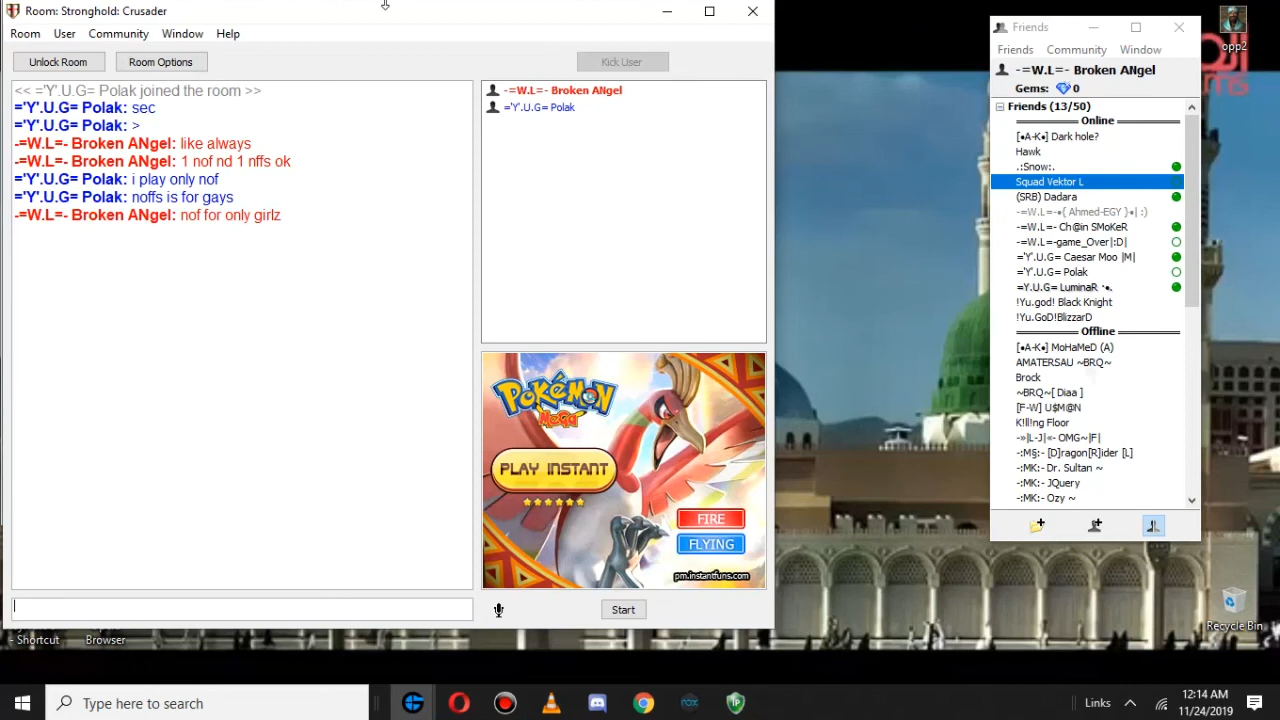 Room: Stronghold: Crusader
Room User Community Window Help
Unlock Room Room Options Kick User
<< ='Y'.U.G= Polak joined the room >>
='Y'.U.G= Polak: sec
='Y'.U.G= Polak: >
-=W.L=- Broken ANgel: like always
-=W.L=- Broken ANgel: 1 nof nd 1 nffs ok
='Y'.U.G= Polak: i play only nof
='Y'.U.G= Polak: noffs is for gays
-=W.L=- Broken ANgel: nof for only girlz
-=W.L=- Broken ANgel
='Y'.U.G= Polak
POKéMON
Mega
PLAY INSTANT
FIRE
FLYING
pm.instantfuns.com
Start
Friends
Friends Community Window
-=W.L=- Broken ANgel
Gems: 0
Friends (13/50)
Online
[•A-K•] Dark hole?
Hawk
.:Snow:.
Squad Vektor L
(SRB) Dadara
-=W.L=-•{ Ahmed-EGY }•| :)
-=W.L=- Ch@in SMoKeR
-=W.L=-game_Over|:D|
='Y'.U.G= Caesar Moo |M|
='Y'.U.G= Polak
=Y.U.G= LuminaR
!Yu.god! Black Knight
!Yu.GoD!BlizzarD
Offline
[•A-K•] MoHaMeD (A)
AMATERSAU ~BRQ~
Brock
~BRQ~[ Diaa ]
[F-W] U$M@N
K!ll!ng Floor
-»|L-J|«- OMG~|F|
-:M§:- [D]ragon[R]ider [L]
-:MK:- Dr. Sultan ~
-:MK:- JQuery
-:MK:- Ozy ~
opp2
Recycle Bin
- Shortcut Browser
Type here to search
Links
12:14 AM
11/24/2019